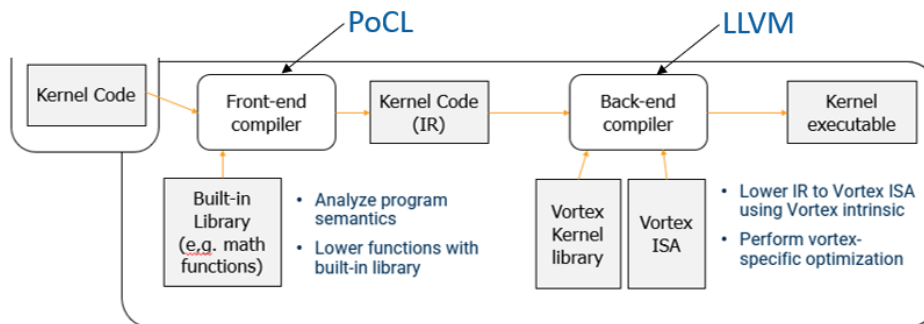 PoCL
LLVM
Kernel Code
Front-end
compiler
Kernel Code
(IR)
Back-end
compiler
Kernel
executable
Built-in
Library
(e,g. math
functions)
• Analyze program
semantics
• Lower functions with
built-in library
Vortex
Kernel
library
Vortex
ISA
• Lower IR to Vortex ISA
using Vortex intrinsic
• Perform vortex-
specific optimization